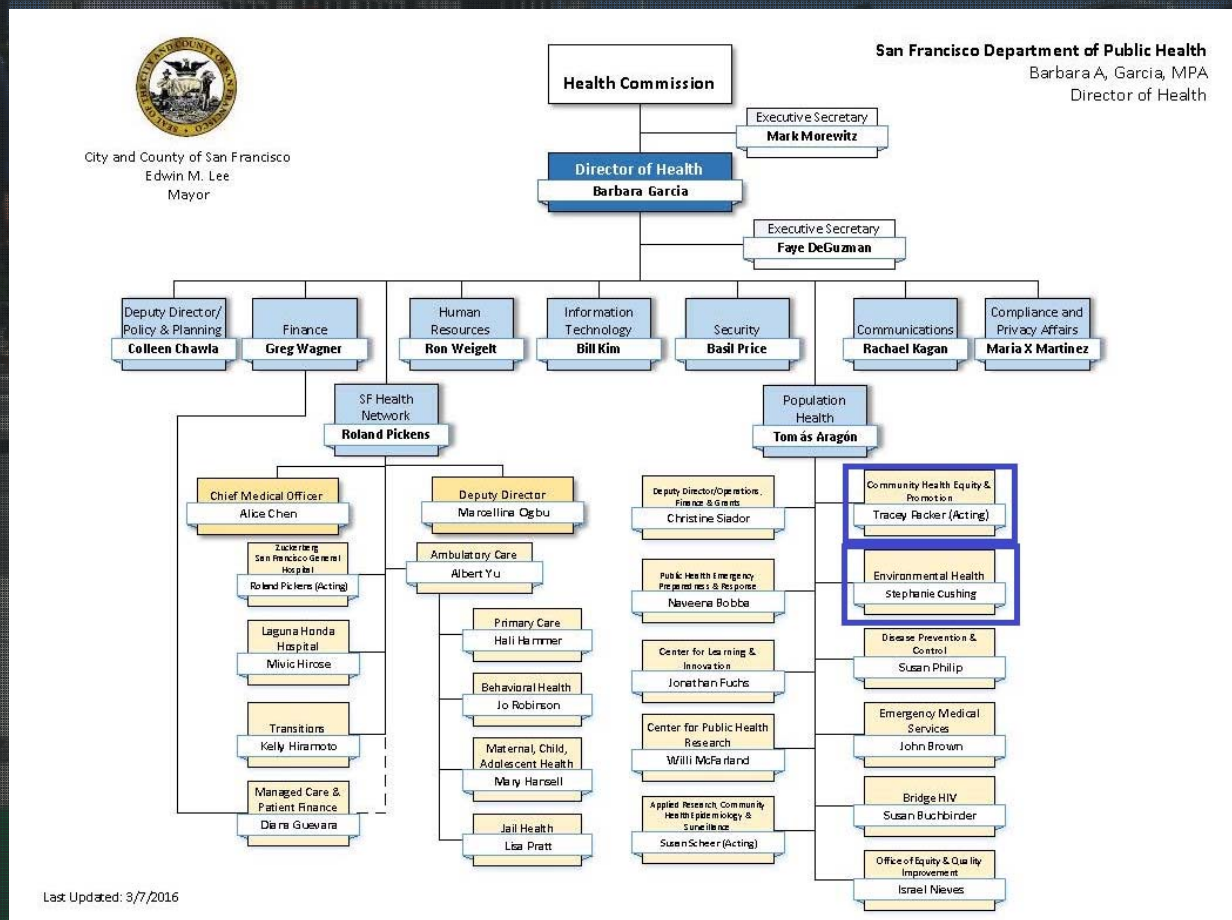 San Francisco Department of Public Health
Barbara A, Garcia, MPA
Director of Health
SEAL OF THE CITY AND COUNTY OF SAN FRANCISCO
City and County of San Francisco
Edwin M. Lee
Mayor
Health Commission
Executive Secretary
Mark Morewitz
Director of Health
Barbara Garcia
Executive Secretary
Faye DeGuzman
Deputy Director/
Policy & Planning
Colleen Chawla
Finance
Greg Wagner
Human
Resources
Ron Weigelt
Information
Technology
Bill Kim
Security
Basil Price
Communications
Rachael Kagan
Compliance and
Privacy Affairs
Maria X Martinez
SF Health
Network
Roland Pickens
Population
Health
Tomás Aragón
Chief Medical Officer
Alice Chen
Deputy Director
Marcellina Ogbu
Zuckerberg
San Francisco General
Hospital
Roland Pickens (Acting)
Ambulatory Care
Albert Yu
Laguna Honda
Hospital
Mivic Hirose
Primary Care
Hali Hammer
Behavioral Health
Jo Robinson
Transitions
Kelly Hiramoto
Maternal, Child,
Adolescent Health
Mary Hansell
Managed Care &
Patient Finance
Diana Guevara
Jail Health
Lisa Pratt
Deputy Director/Operations,
Finance & Grants
Christine Siador
Community Health Equity &
Promotion
Tracey Packer (Acting)
Public Health Emergency
Preparedness & Response
Naveena Bobba
Environmental Health
Stephanie Cushing
Center for Learning &
Innovation
Jonathan Fuchs
Disease Prevention &
Control
Susan Philip
Center for Public Health
Research
Willi McFarland
Emergency Medical
Services
John Brown
Applied Research, Community
Health Epidemiology &
Surveillance
Susan Scheer (Acting)
Bridge HIV
Susan Buchbinder
Office of Equity & Quality
Improvement
Israel Nieves
Last Updated: 3/7/2016